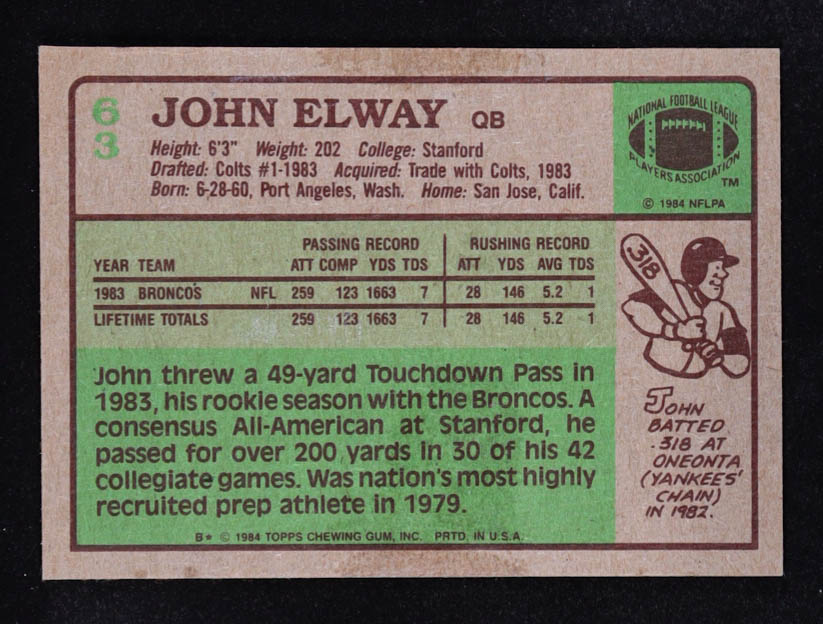 63
JOHN ELWAY QB
Height: 6'3" Weight: 202 College: Stanford
Drafted: Colts #1-1983 Acquired: Trade with Colts, 1983
Born: 6-28-60, Port Angeles, Wash. Home: San Jose, Calif.
NATIONAL FOOTBALL LEAGUE
PLAYERS ASSOCIATION
TM
© 1984 NFLPA
PASSING RECORD RUSHING RECORD
YEAR TEAM ATT COMP YDS TDS ATT YDS AVG TDS
1983 BRONCOS NFL 259 123 1663 7 28 146 5.2 1
LIFETIME TOTALS 259 123 1663 7 28 146 5.2 1
John threw a 49-yard Touchdown Pass in
1983, his rookie season with the Broncos. A
consensus All-American at Stanford, he
passed for over 200 yards in 30 of his 42
collegiate games. Was nation's most highly
recruited prep athlete in 1979.
.318
JOHN
BATTED
.318 AT
ONEONTA
(YANKEES'
CHAIN)
IN 1982.
B* © 1984 TOPPS CHEWING GUM, INC. PRTD. IN U.S.A.